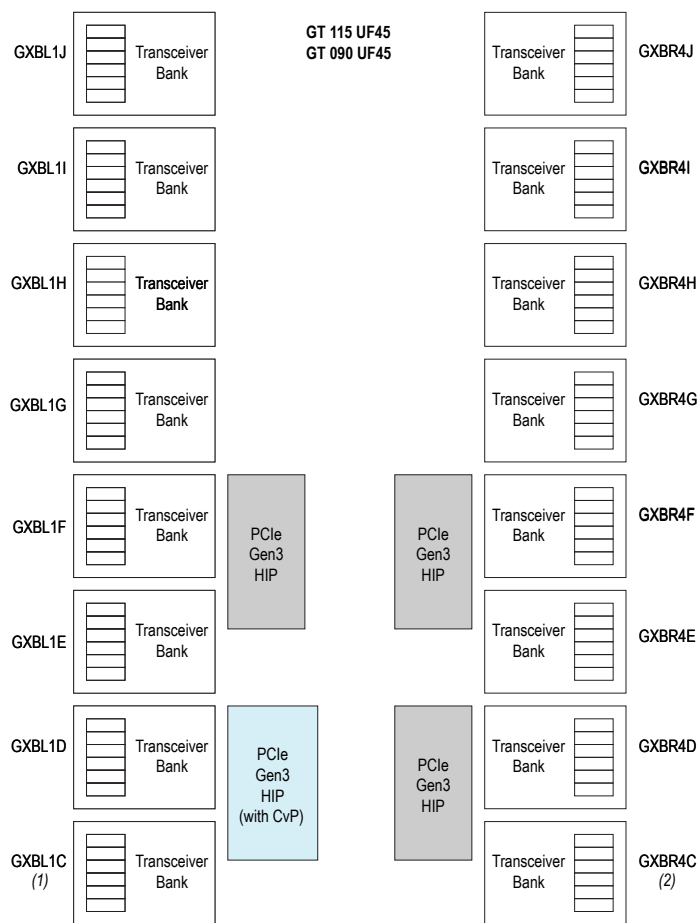 GT 115 UF45
GT 090 UF45
GXBL1J
Transceiver
Bank
Transceiver
Bank
GXBR4J
GXBL1I
Transceiver
Bank
Transceiver
Bank
GXBR4I
GXBL1H
Transceiver
Bank
Transceiver
Bank
GXBR4H
GXBL1G
Transceiver
Bank
Transceiver
Bank
GXBR4G
GXBL1F
Transceiver
Bank
PCIe
Gen3
HIP
PCIe
Gen3
HIP
Transceiver
Bank
GXBR4F
GXBL1E
Transceiver
Bank
Transceiver
Bank
GXBR4E
GXBL1D
Transceiver
Bank
PCIe
Gen3
HIP
(with CvP)
PCIe
Gen3
HIP
Transceiver
Bank
GXBR4D
GXBL1C
(1)
Transceiver
Bank
Transceiver
Bank
GXBR4C
(2)